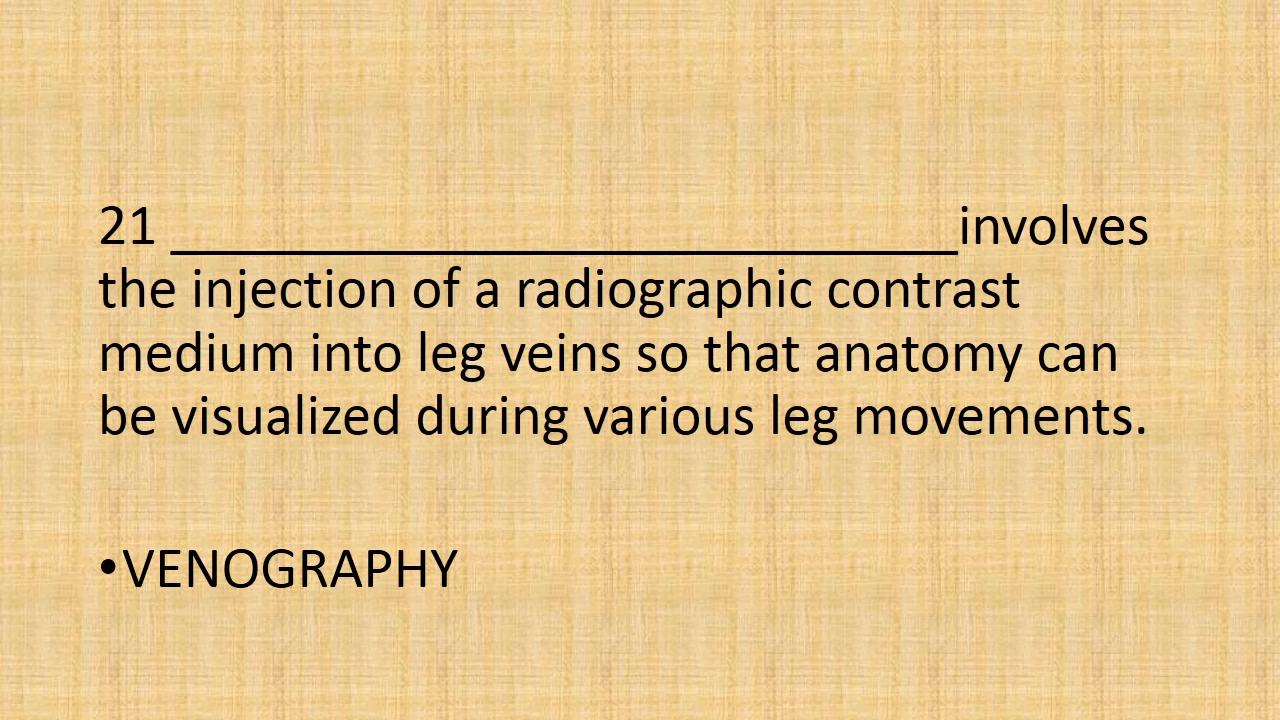 21 _____________________________involves
the injection of a radiographic contrast
medium into leg veins so that anatomy can
be visualized during various leg movements.
•VENOGRAPHY